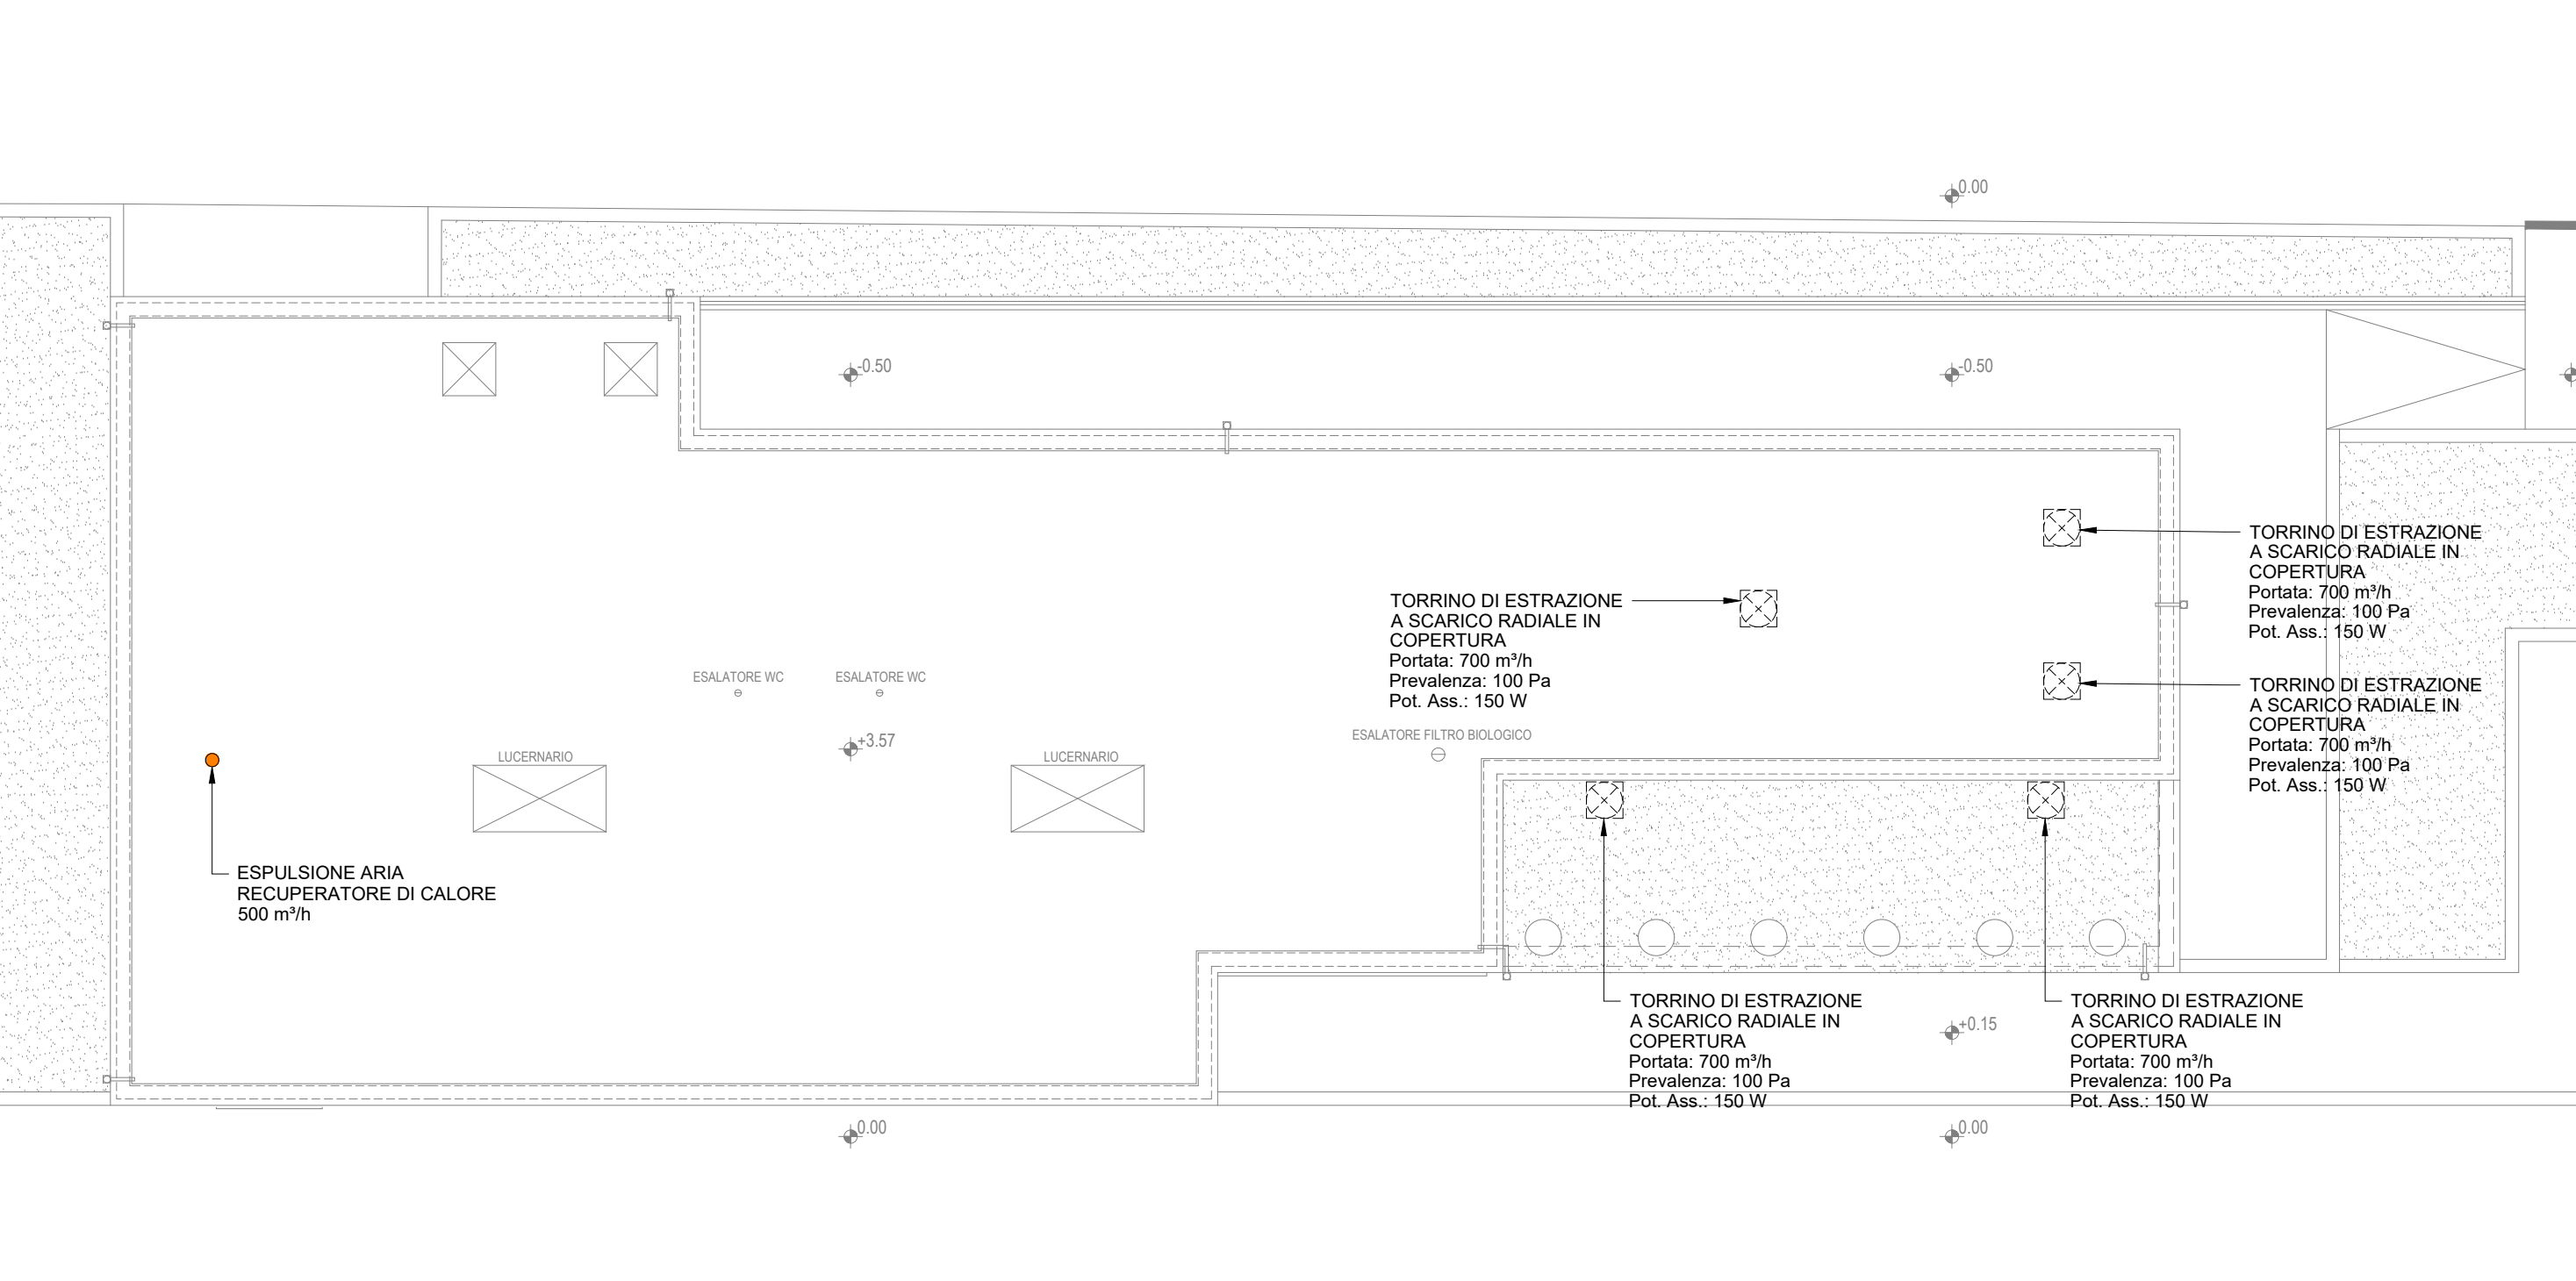 0.00
-0.50
-0.50
TORRINO DI ESTRAZIONE
A SCARICO RADIALE IN
COPERTURA
Portata: 700 m³/h
Prevalenza: 100 Pa
Pot. Ass.: 150 W
TORRINO DI ESTRAZIONE
A SCARICO RADIALE IN
COPERTURA
Portata: 700 m³/h
Prevalenza: 100 Pa
Pot. Ass.: 150 W
ESALATORE WC
ESALATORE WC
TORRINO DI ESTRAZIONE
A SCARICO RADIALE IN
COPERTURA
Portata: 700 m³/h
Prevalenza: 100 Pa
Pot. Ass.: 150 W
+3.57
ESALATORE FILTRO BIOLOGICO
LUCERNARIO
LUCERNARIO
ESPULSIONE ARIA
RECUPERATORE DI CALORE
500 m³/h
TORRINO DI ESTRAZIONE
A SCARICO RADIALE IN
COPERTURA
Portata: 700 m³/h
Prevalenza: 100 Pa
Pot. Ass.: 150 W
+0.15
TORRINO DI ESTRAZIONE
A SCARICO RADIALE IN
COPERTURA
Portata: 700 m³/h
Prevalenza: 100 Pa
Pot. Ass.: 150 W
0.00
0.00